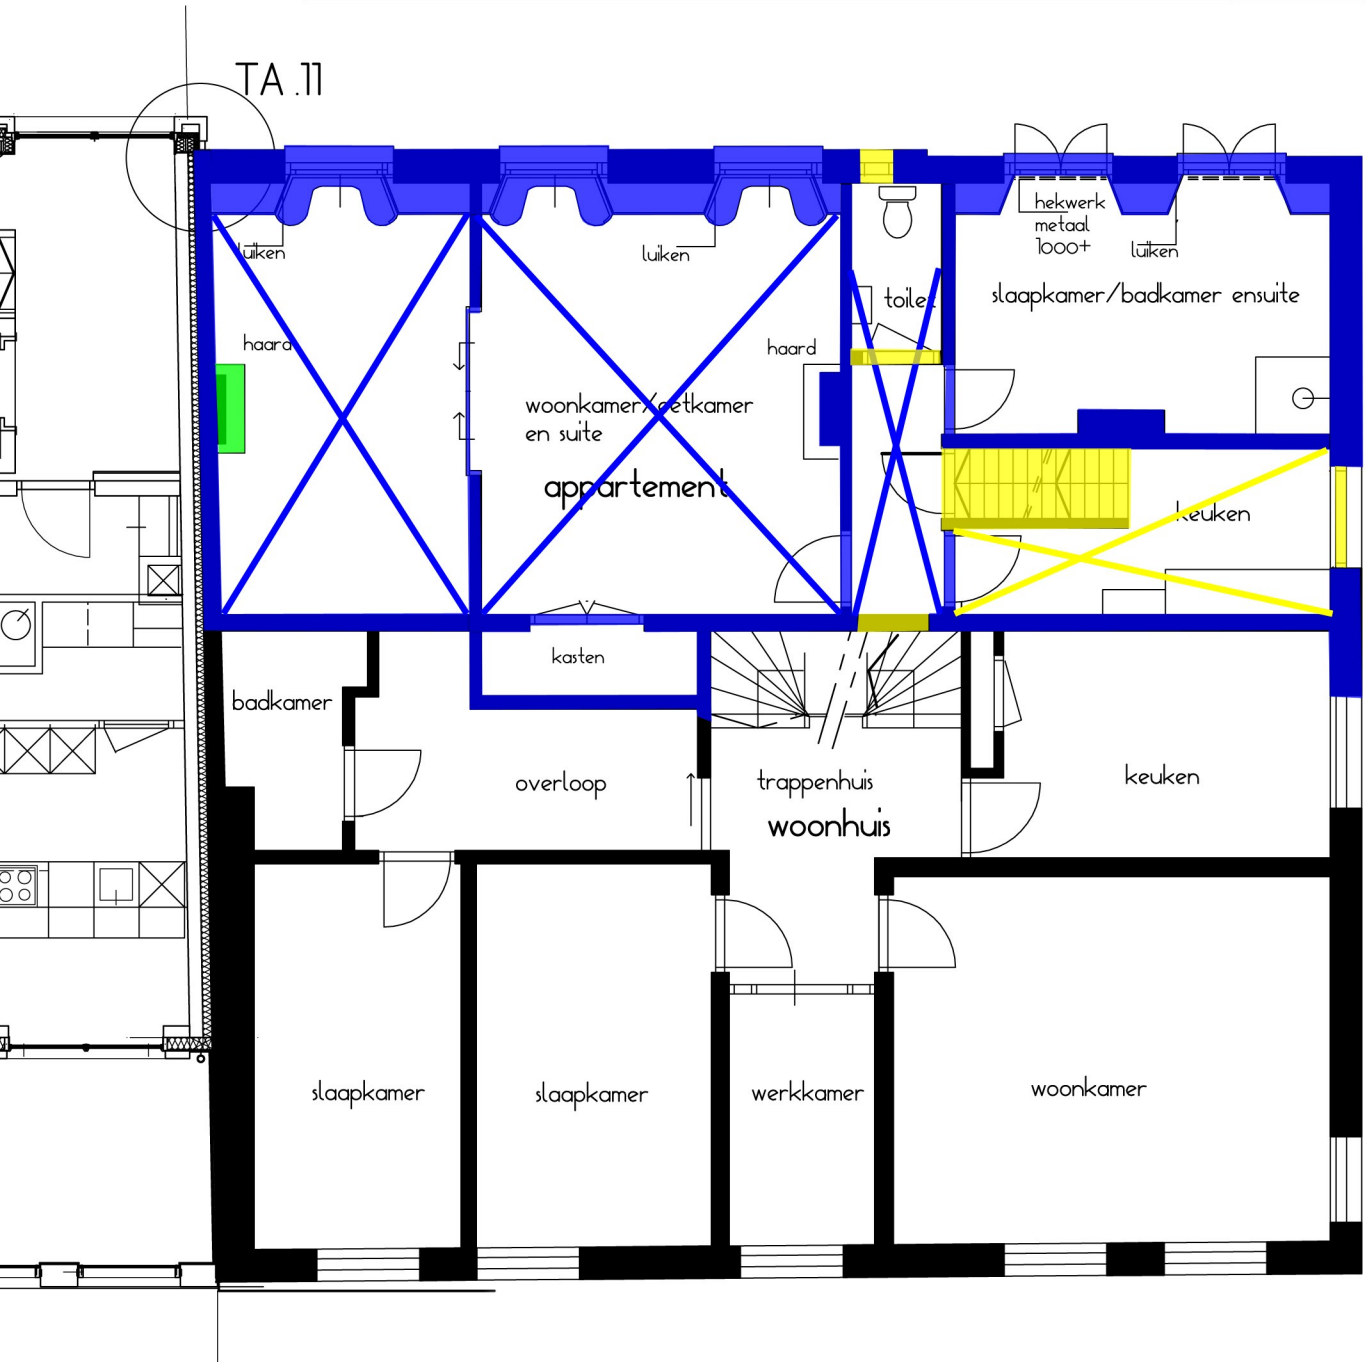 TA.11
luiken
luiken
hekwerk
metaal
1000+
luiken
toilet
slaapkamer/badkamer ensuite
haard
haard
woonkamer/eetkamer
en suite
appartement
keuken
kasten
badkamer
overloop
trappenhuis
woonhuis
keuken
slaapkamer
slaapkamer
werkkamer
woonkamer